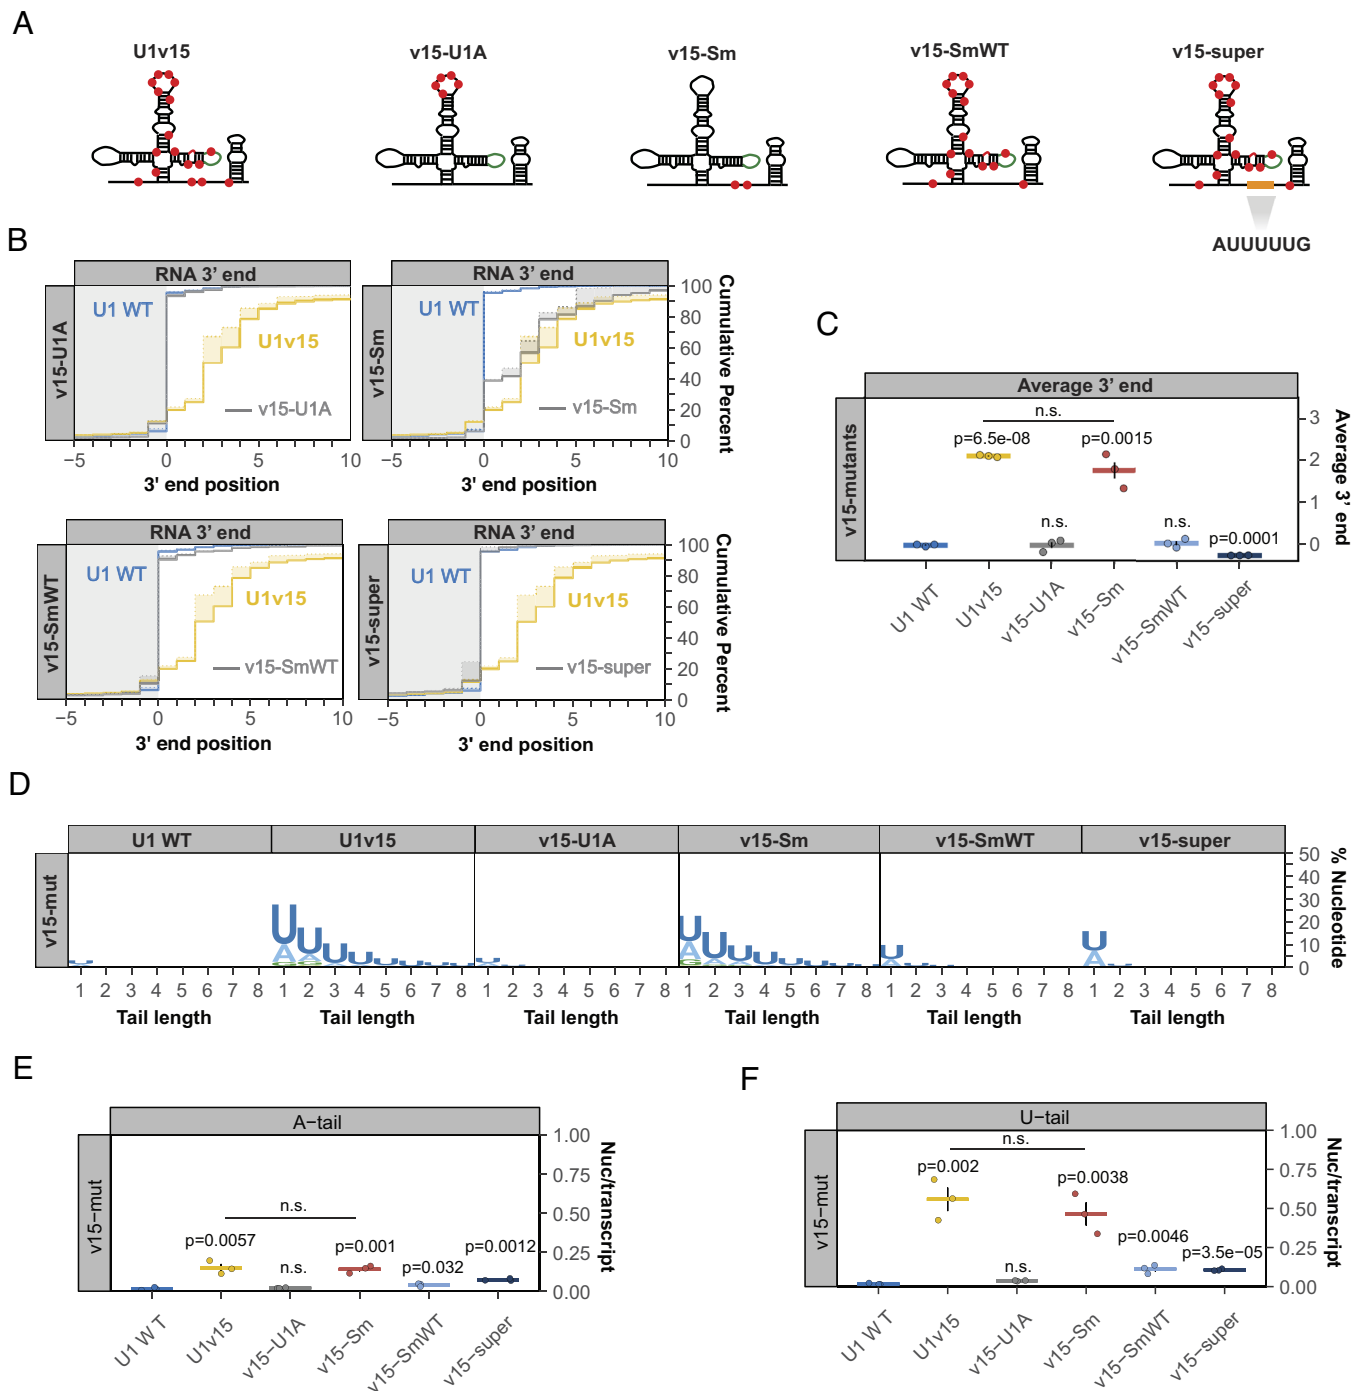 A
U1v15
v15-U1A
v15-Sm
v15-SmWT
v15-super
AUUUUUG
B
RNA 3' end
RNA 3' end
v15-U1A
U1 WT
U1v15
v15-U1A
v15-Sm
U1 WT
U1v15
v15-Sm
100
80
60
40
20
0
Cumulative Percent
−5 0 5 10
−5 0 5 10
3' end position
3' end position
RNA 3' end
RNA 3' end
v15-SmWT
U1 WT
U1v15
v15-SmWT
v15-super
U1 WT
U1v15
v15-super
100
80
60
40
20
0
Cumulative Percent
−5 0 5 10
−5 0 5 10
3' end position
3' end position
C
Average 3' end
v15−mutants
n.s.
p=6.5e-08
p=0.0015
n.s.
n.s.
p=0.0001
3
2
1
0
Average 3' end
U1 WT
U1v15
v15−U1A
v15−Sm
v15−SmWT
v15−super
D
U1 WT
U1v15
v15-U1A
v15-Sm
v15-SmWT
v15-super
v15-mut
U
U A G
U A G
U A
U
U
U
U
U
U
U A G
U A
U A
U
U
U
U
U
U A
U
U A
50
40
30
20
10
0
% Nucleotide
1 2 3 4 5 6 7 8
1 2 3 4 5 6 7 8
1 2 3 4 5 6 7 8
1 2 3 4 5 6 7 8
1 2 3 4 5 6 7 8
1 2 3 4 5 6 7 8
Tail length
Tail length
Tail length
Tail length
Tail length
Tail length
E
A−tail
v15−mut
n.s.
p=0.0057
n.s.
p=0.001
p=0.032
p=0.0012
1.00
0.75
0.50
0.25
0.00
Nuc/transcript
U1 WT
U1v15
v15−U1A
v15−Sm
v15−SmWT
v15−super
F
U−tail
v15−mut
n.s.
p=0.002
n.s.
p=0.0038
p=0.0046
p=3.5e−05
1.00
0.75
0.50
0.25
0.00
Nuc/transcript
U1 WT
U1v15
v15−U1A
v15−Sm
v15−SmWT
v15−super